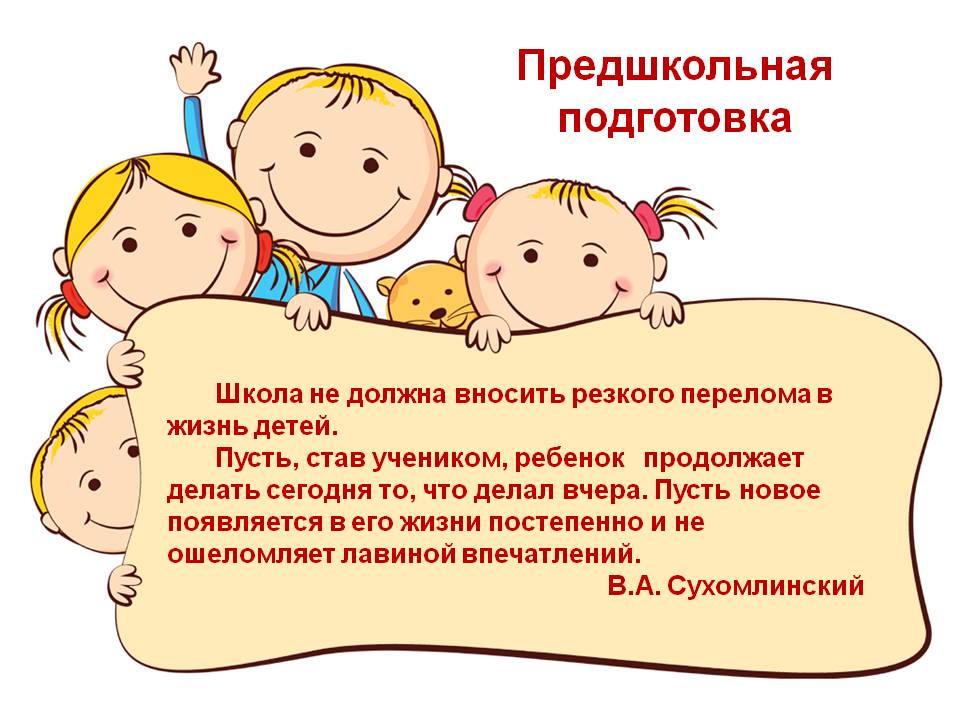 Предшкольная
подготовка
Школа не должна вносить резкого перелома в
жизнь детей.
Пусть, став учеником, ребенок продолжает
делать сегодня то, что делал вчера. Пусть новое
появляется в его жизни постепенно и не
ошеломляет лавиной впечатлений.
В.А. Сухомлинский